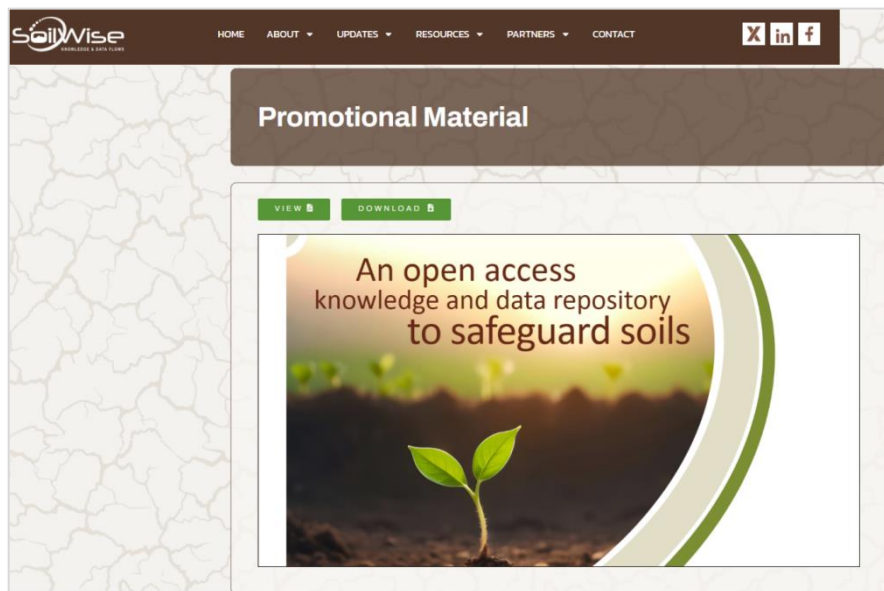 SoilWise
KNOWLEDGE & DATA FLOWS
HOME ABOUT UPDATES RESOURCES PARTNERS CONTACT
X in f
Promotional Material
VIEW DOWNLOAD
An open access
knowledge and data repository
to safeguard soils